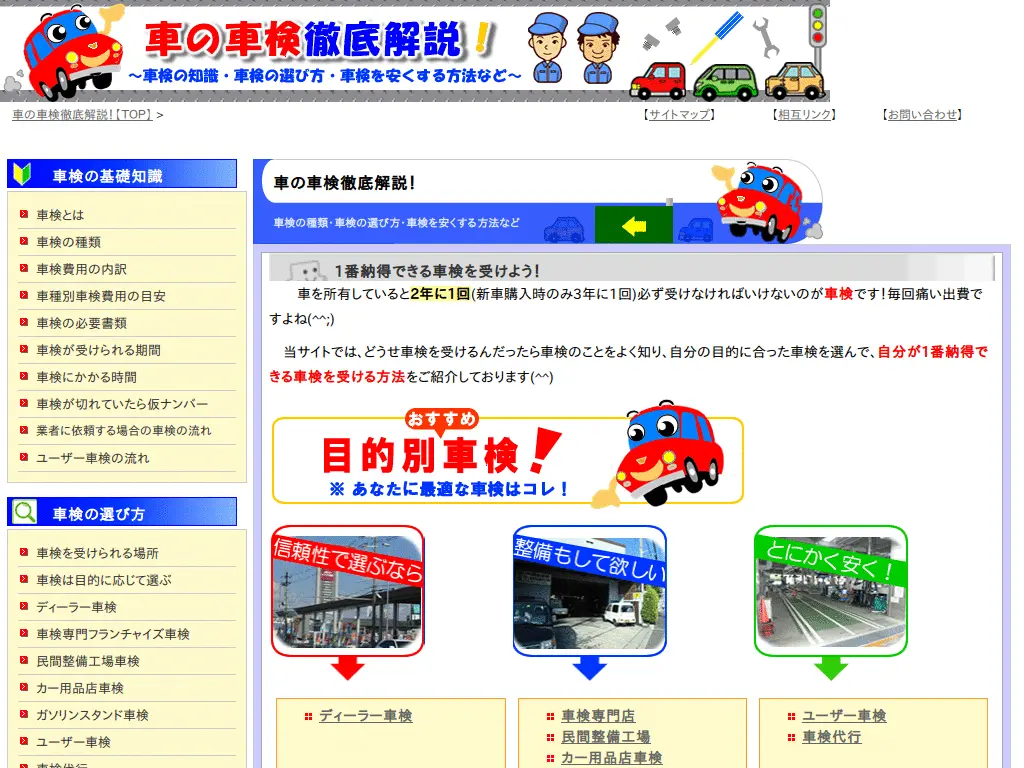 車の車検徹底解説！
～車検の知識・車検の選び方・車検を安くする方法など～
車の車検徹底解説！【TOP】 >
【サイトマップ】
【相互リンク】
【お問い合わせ】
車検の基礎知識
車検とは
車検の種類
車検費用の内訳
車種別車検費用の目安
車検の必要書類
車検が受けられる期間
車検にかかる時間
車検が切れていたら仮ナンバー
業者に依頼する場合の車検の流れ
ユーザー車検の流れ
車検の選び方
車検を受けられる場所
車検は目的に応じて選ぶ
ディーラー車検
車検専門フランチャイズ車検
民間整備工場車検
カー用品店車検
ガソリンスタンド車検
ユーザー車検
車検代行
車の車検徹底解説！
車検の種類・車検の選び方・車検を安くする方法など
1番納得できる車検を受けよう！
車を所有していると2年に1回(新車購入時のみ3年に1回)必ず受けなければいけないのが車検です！毎回痛い出費で
すよね(^^;)
当サイトでは、どうせ車検を受けるんだったら車検のことをよく知り、自分の目的に合った車検を選んで、自分が1番納得で
きる車検を受ける方法をご紹介しております(^^)
おすすめ
目的別車検！
※ あなたに最適な車検はコレ！
信頼性で選ぶなら
整備もして欲しい
とにかく安く！
ディーラー車検
車検専門店
民間整備工場
カー用品店車検
ユーザー車検
車検代行